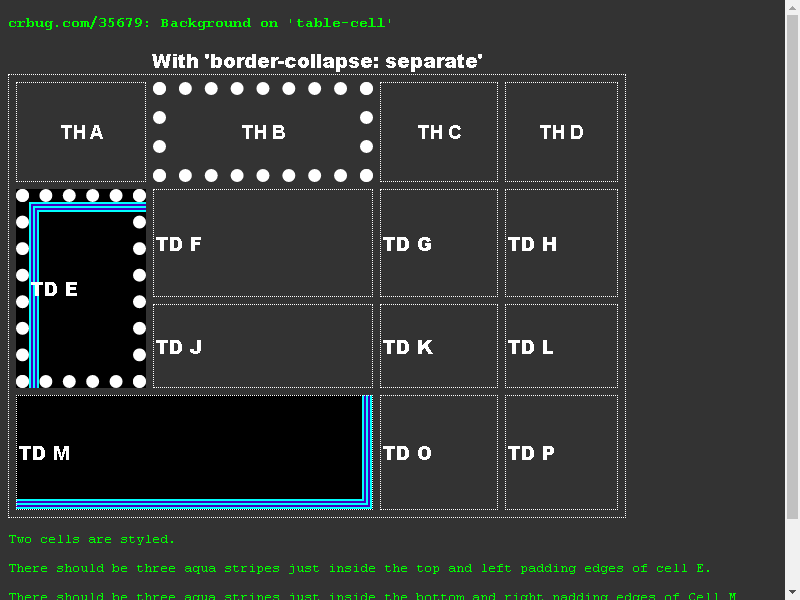 crbug.com/35679: Background on 'table-cell'
With 'border-collapse: separate'
TH A TH B TH C TH D
TD E
TD F TD G TD H
TD J TD K TD L
TD M TD O TD P
Two cells are styled.
There should be three aqua stripes just inside the top and left padding edges of cell E.
There should be three aqua stripes just inside the bottom and right padding edges of Cell M